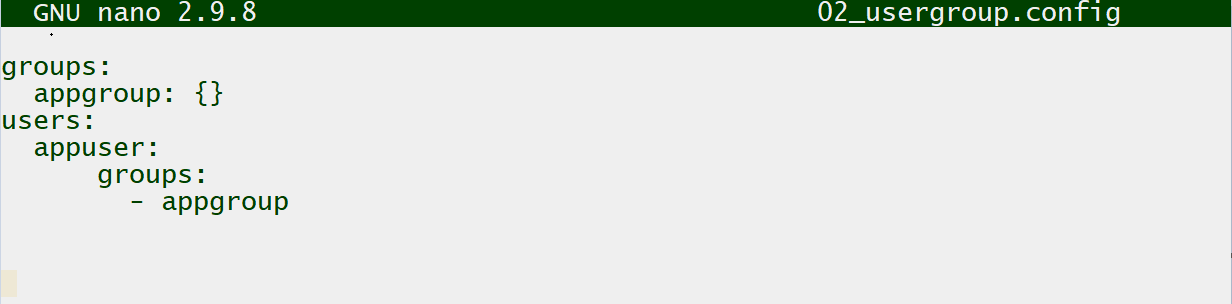 GNU nano 2.9.8 02_usergroup.config
groups:
  appgroup: {}
users:
  appuser:
      groups:
        - appgroup